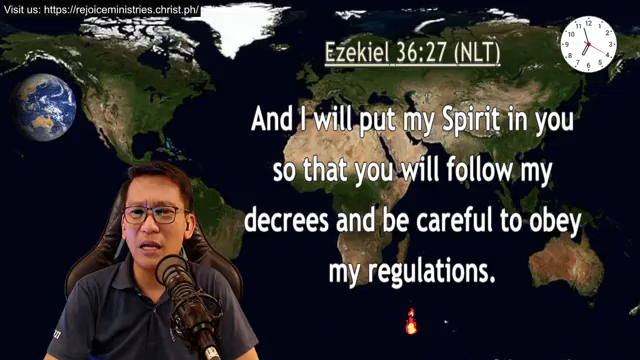 Visit us: https://rejoiceministries.christ.ph/
Ezekiel 36:27 (NLT)
And I will put my Spirit in you
so that you will follow my
decrees and be careful to obey
my regulations.